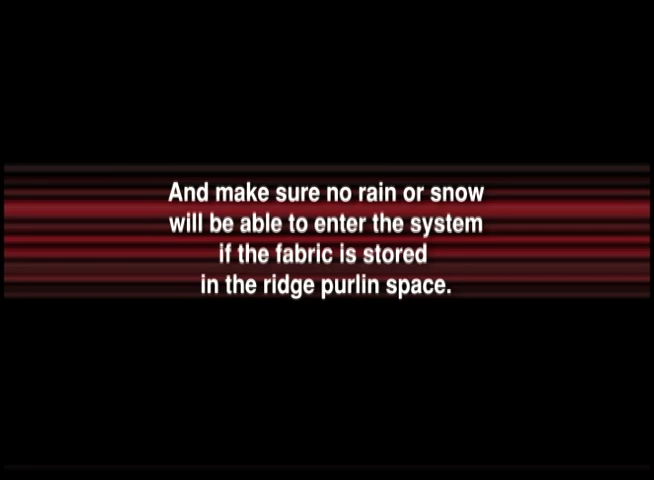 And make sure no rain or snow
will be able to enter the system
if the fabric is stored
in the ridge purlin space.